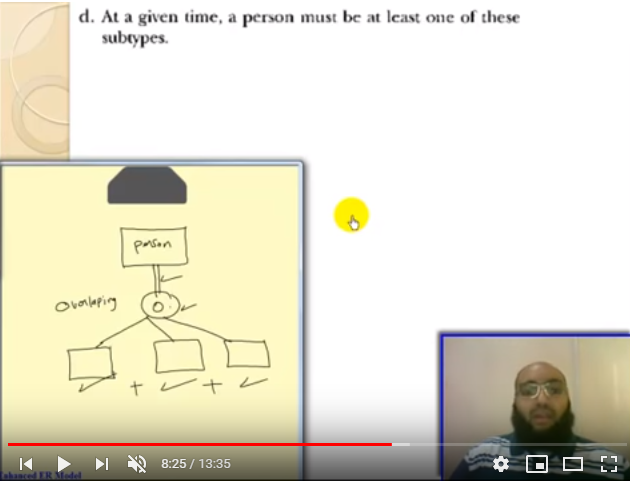 d. At a given time, a person must be at least one of these
subtypes.
person
Overlaping
O
+ +
8:25 / 13:35
Enhanced ER Model